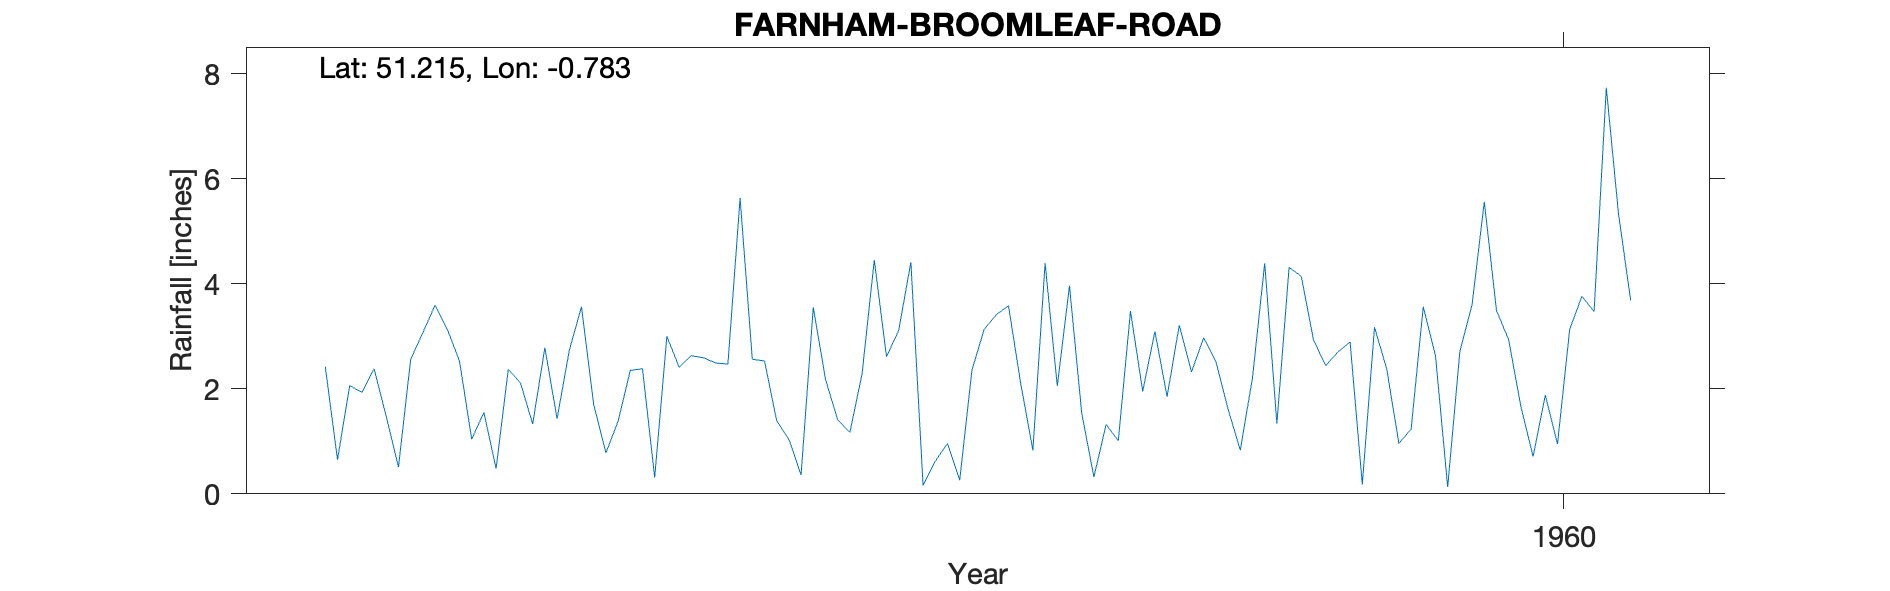 FARNHAM-BROOMLEAF-ROAD
Lat: 51.215, Lon: -0.783
8
6
4
2
0
Rainfall [inches]
1960
Year